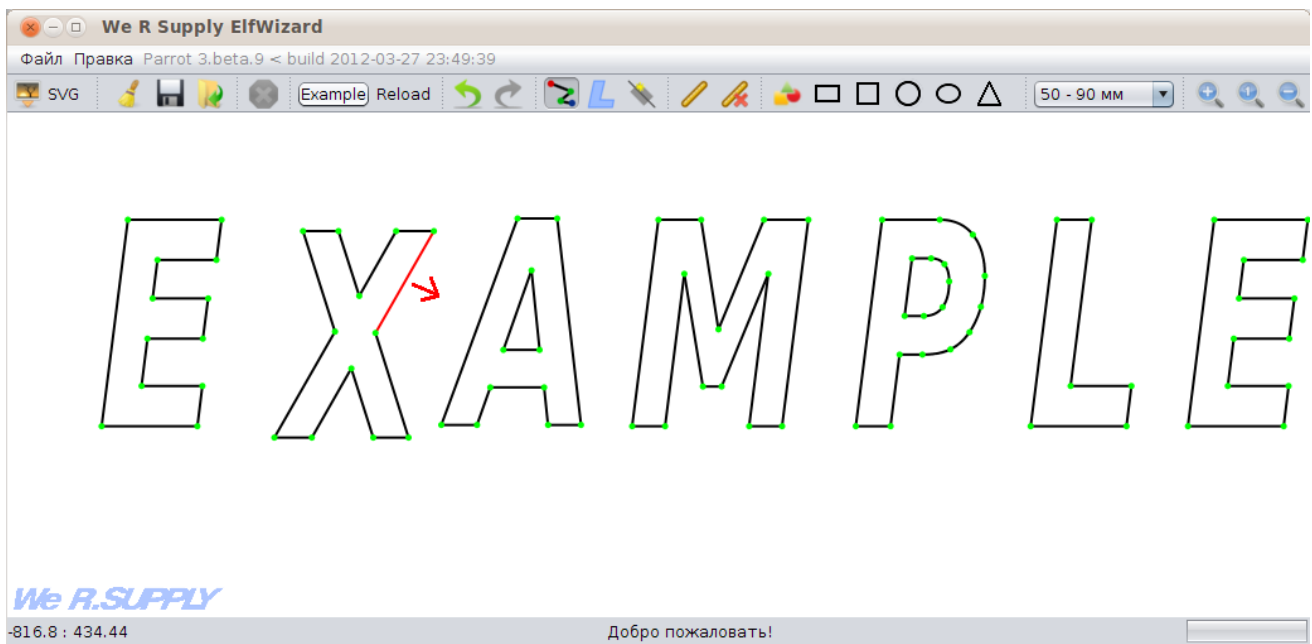 We R Supply ElfWizard
Файл Правка Parrot 3.beta.9 < build 2012-03-27 23:49:39
SVG Example Reload 50 - 90 мм
EXAMPLE
We R.SUPPLY
-816.8 : 434.44 Добро пожаловать!